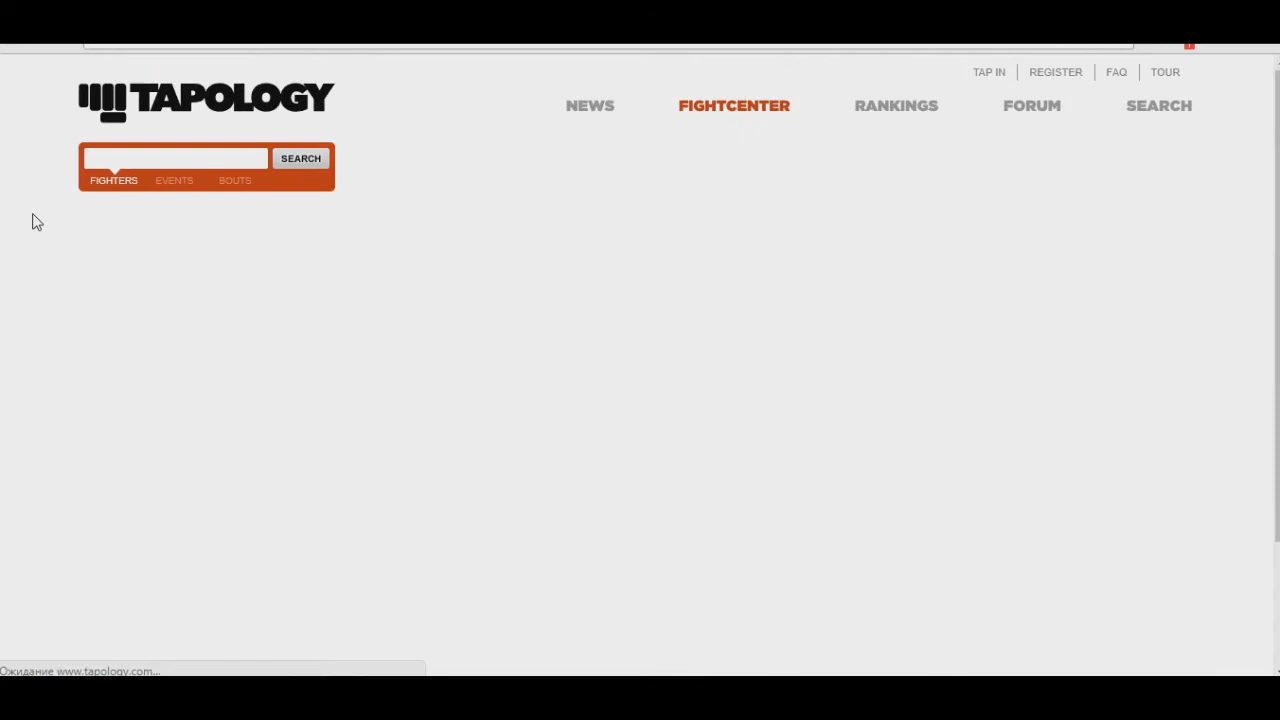 TAP IN REGISTER FAQ TOUR
TAPOLOGY
NEWS FIGHTCENTER RANKINGS FORUM SEARCH
SEARCH
FIGHTERS EVENTS BOUTS
Ожидание www.tapology.com...